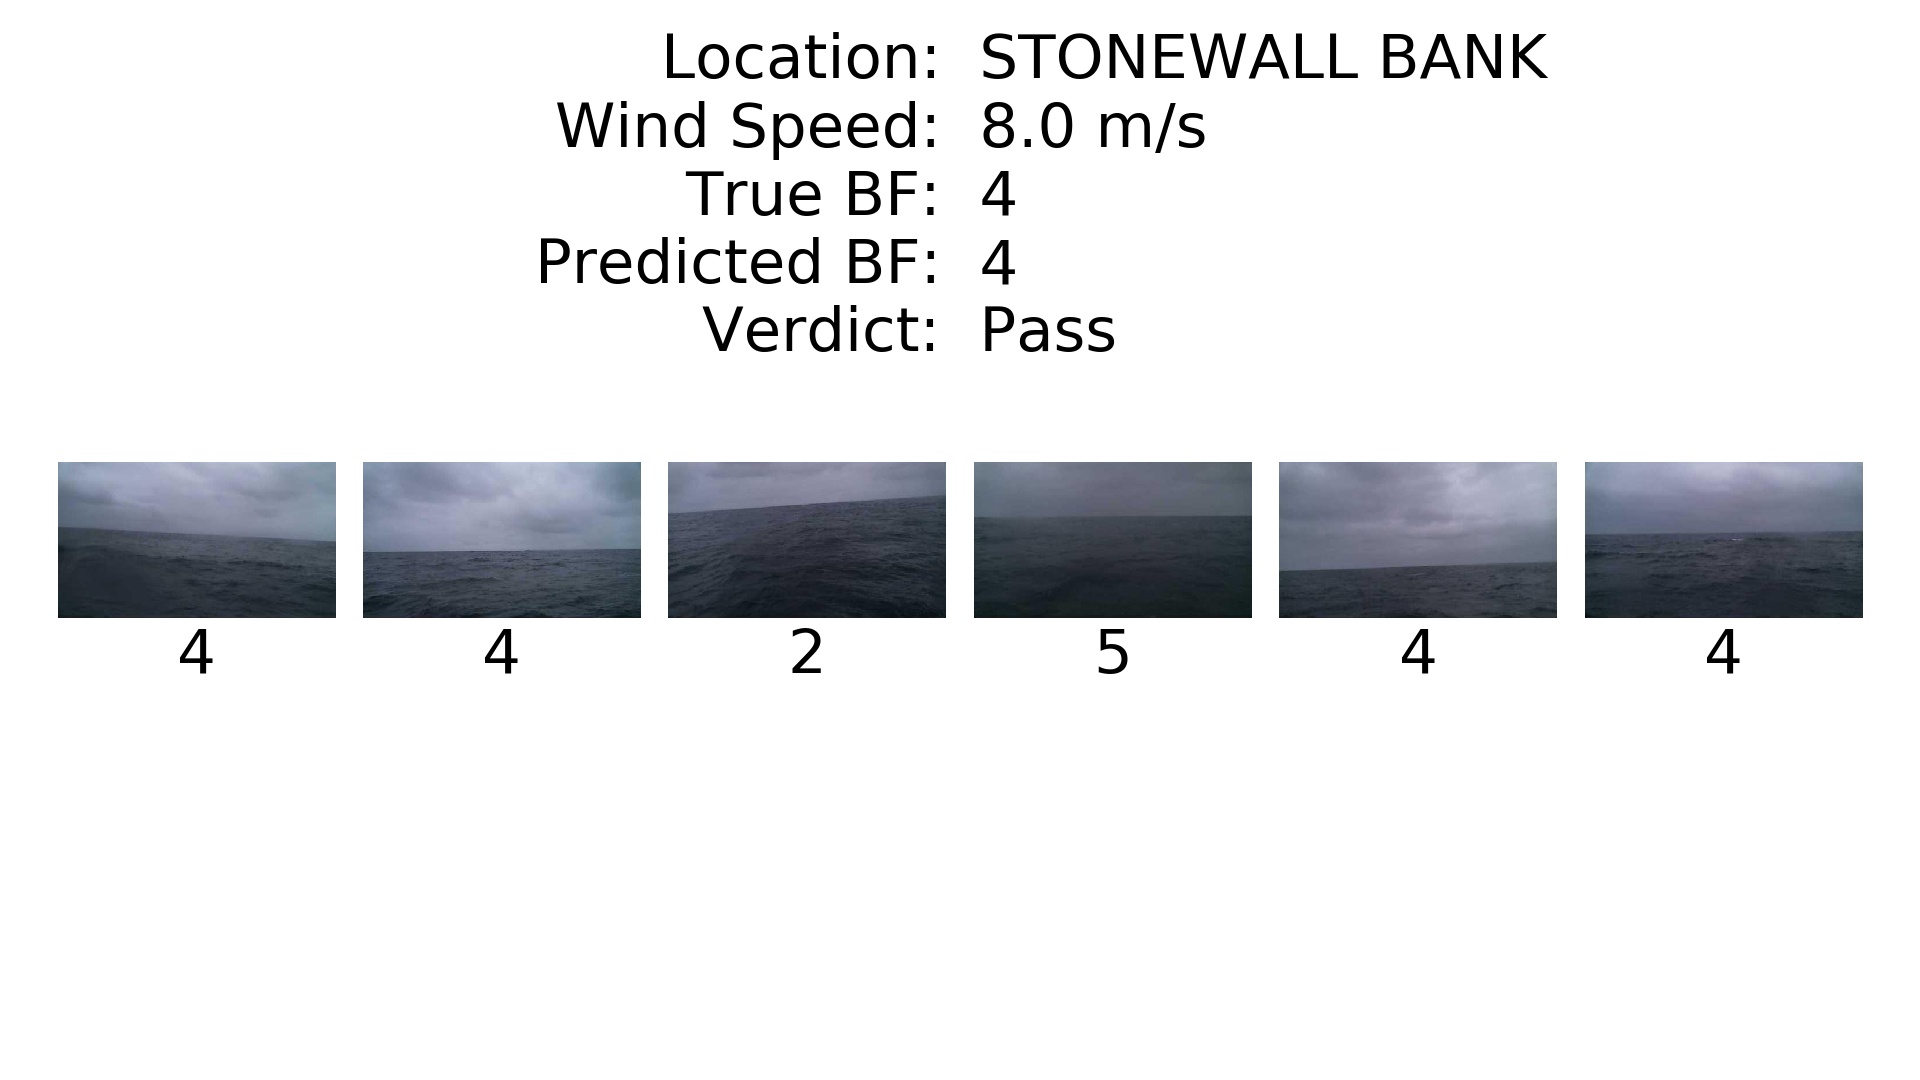 Location: STONEWALL BANK
Wind Speed: 8.0 m/s
True BF: 4
Predicted BF: 4
Verdict: Pass
4 4 2 5 4 4